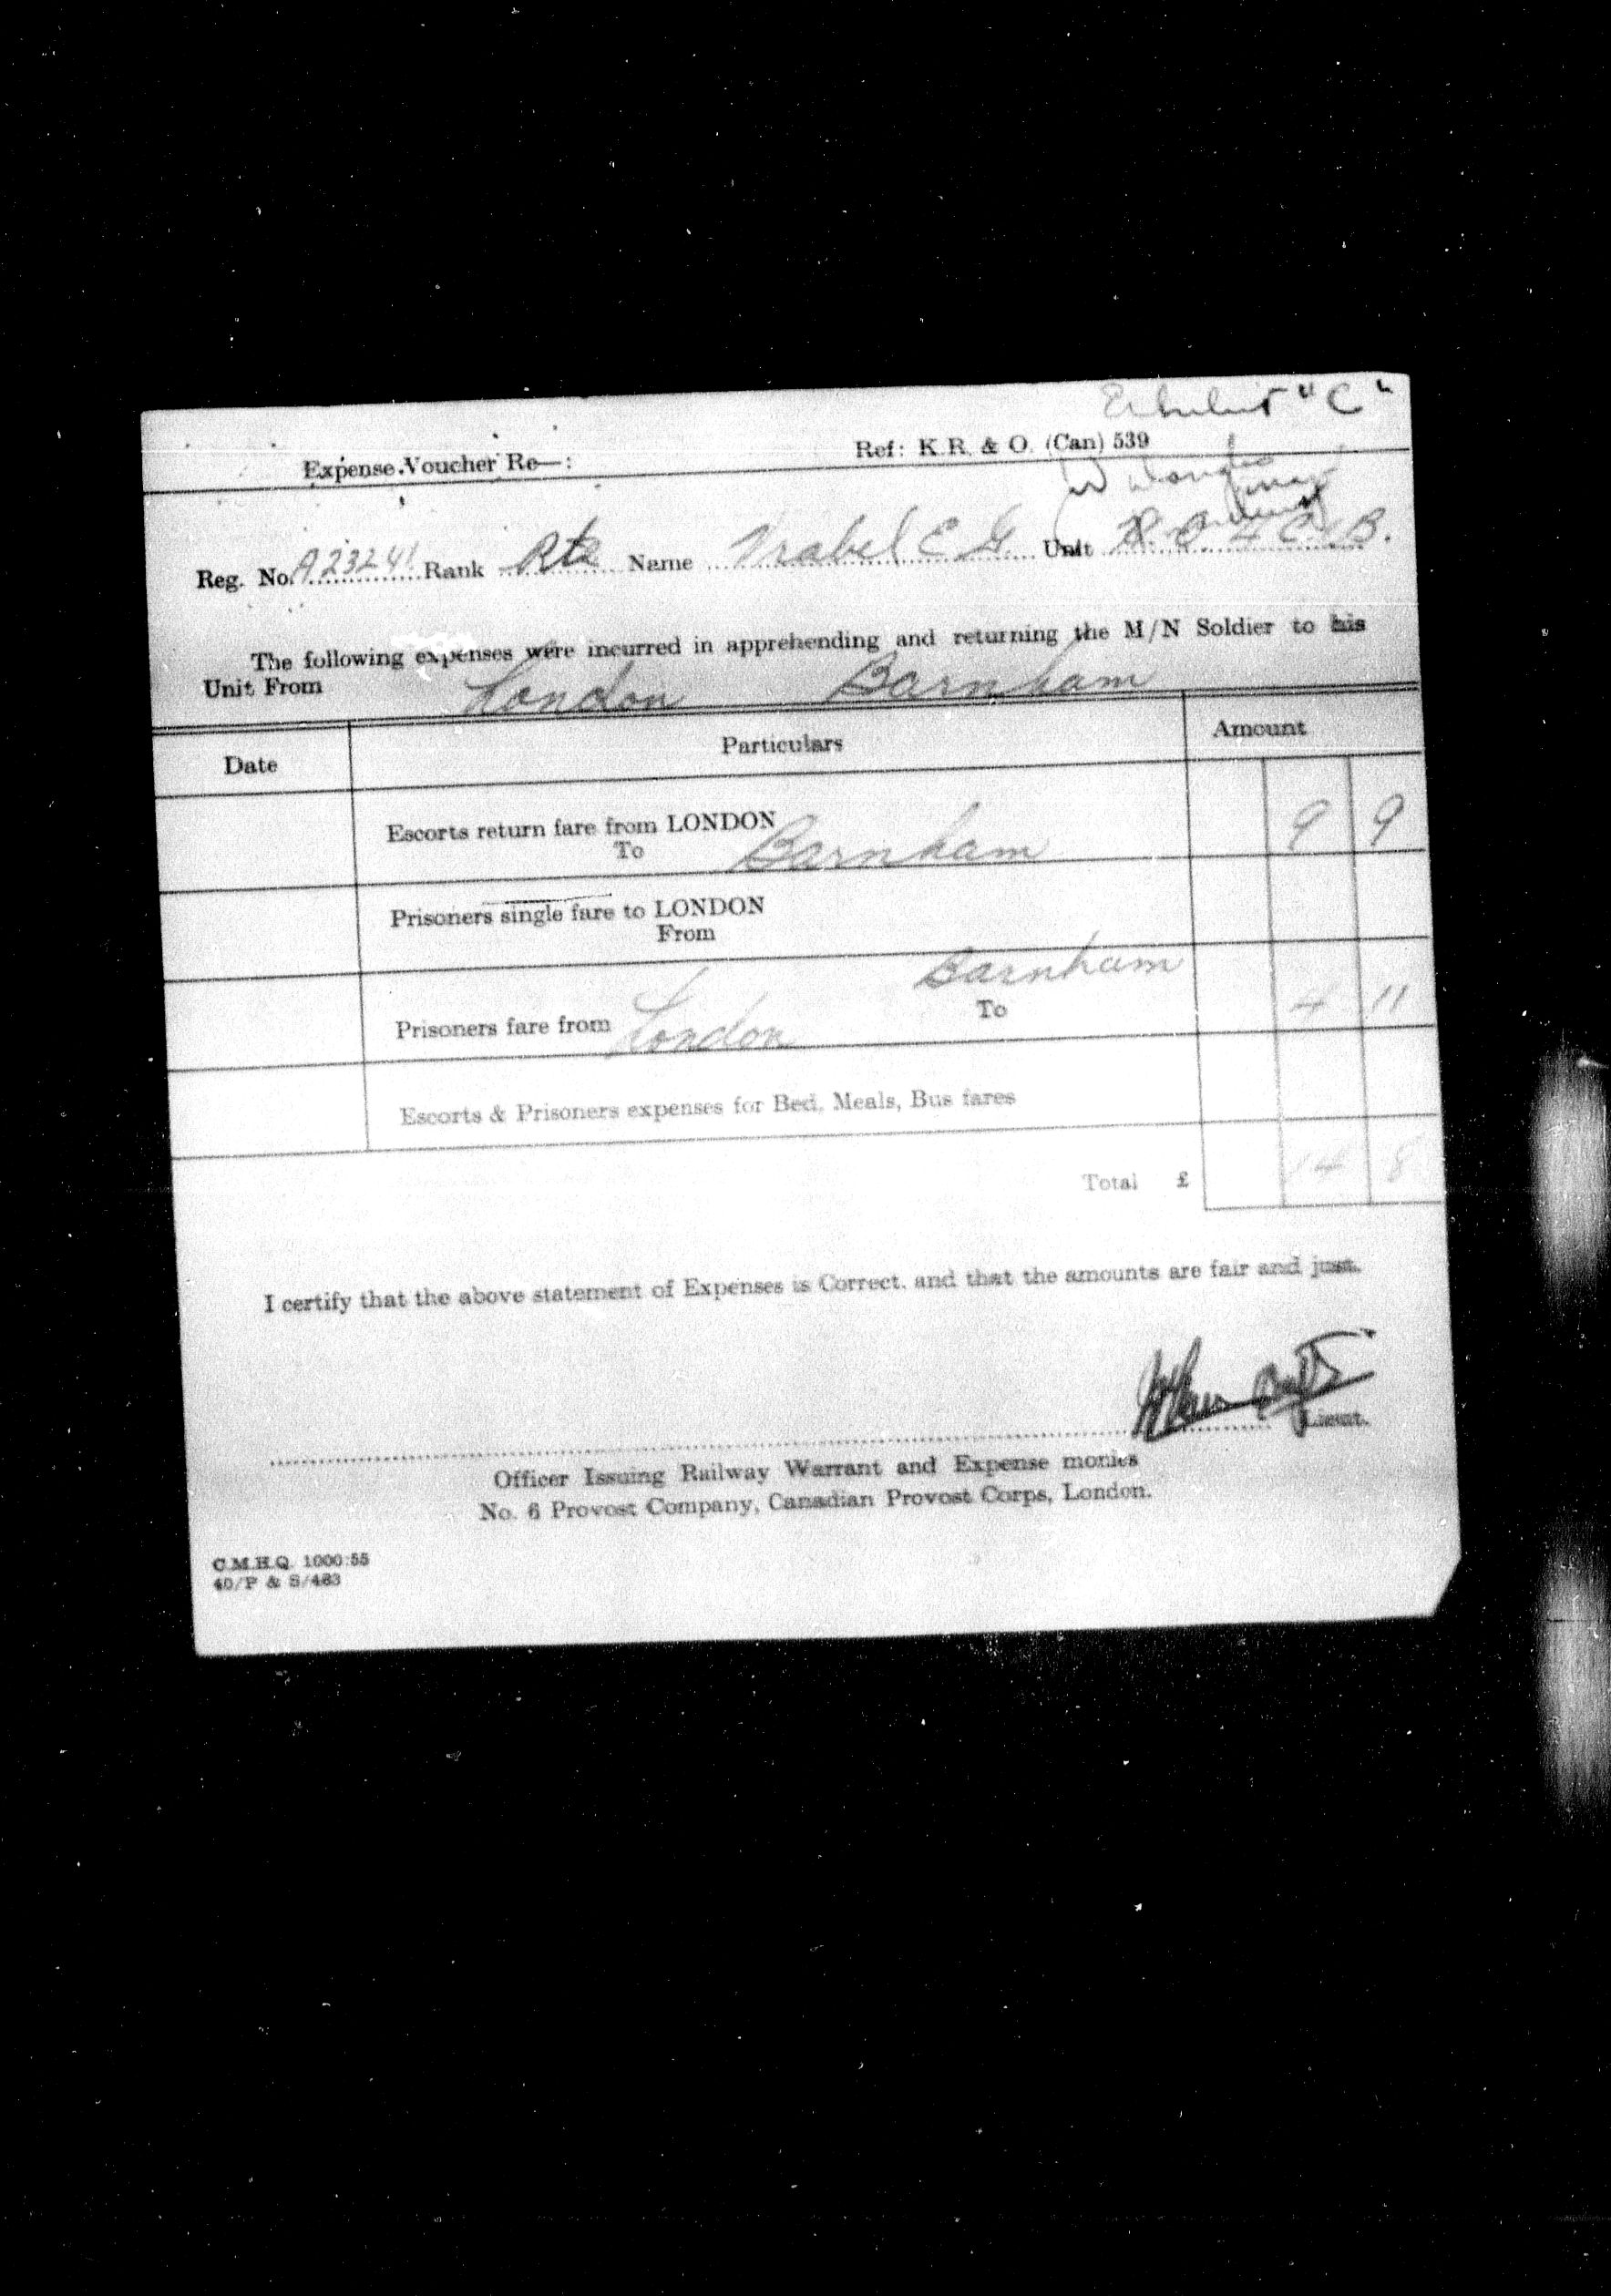 Exhibit "C"
Expense Voucher Re—: Ref: K.R. & O. (Can) 539
Reg. No. A23241 Rank Pte Name Vrabel C. G. Unit
The following expenses were incurred in apprehending and returning the M/N Soldier to his
Unit From London Barnham
Date Particulars Amount
Escorts return fare from LONDON
To Barnham 9 9
Prisoners single fare to LONDON
From
Barnham
Prisoners fare from London To 4 11
Escorts & Prisoners expenses for Bed, Meals, Bus fares
Total £ 14 8
I certify that the above statement of Expenses is Correct. and that the amounts are fair and just.
Lieut.
Officer Issuing Railway Warrant and Expense monies
No. 6 Provost Company, Canadian Provost Corps, London.
C.M.H.Q. 1000:55
40/P & S/483